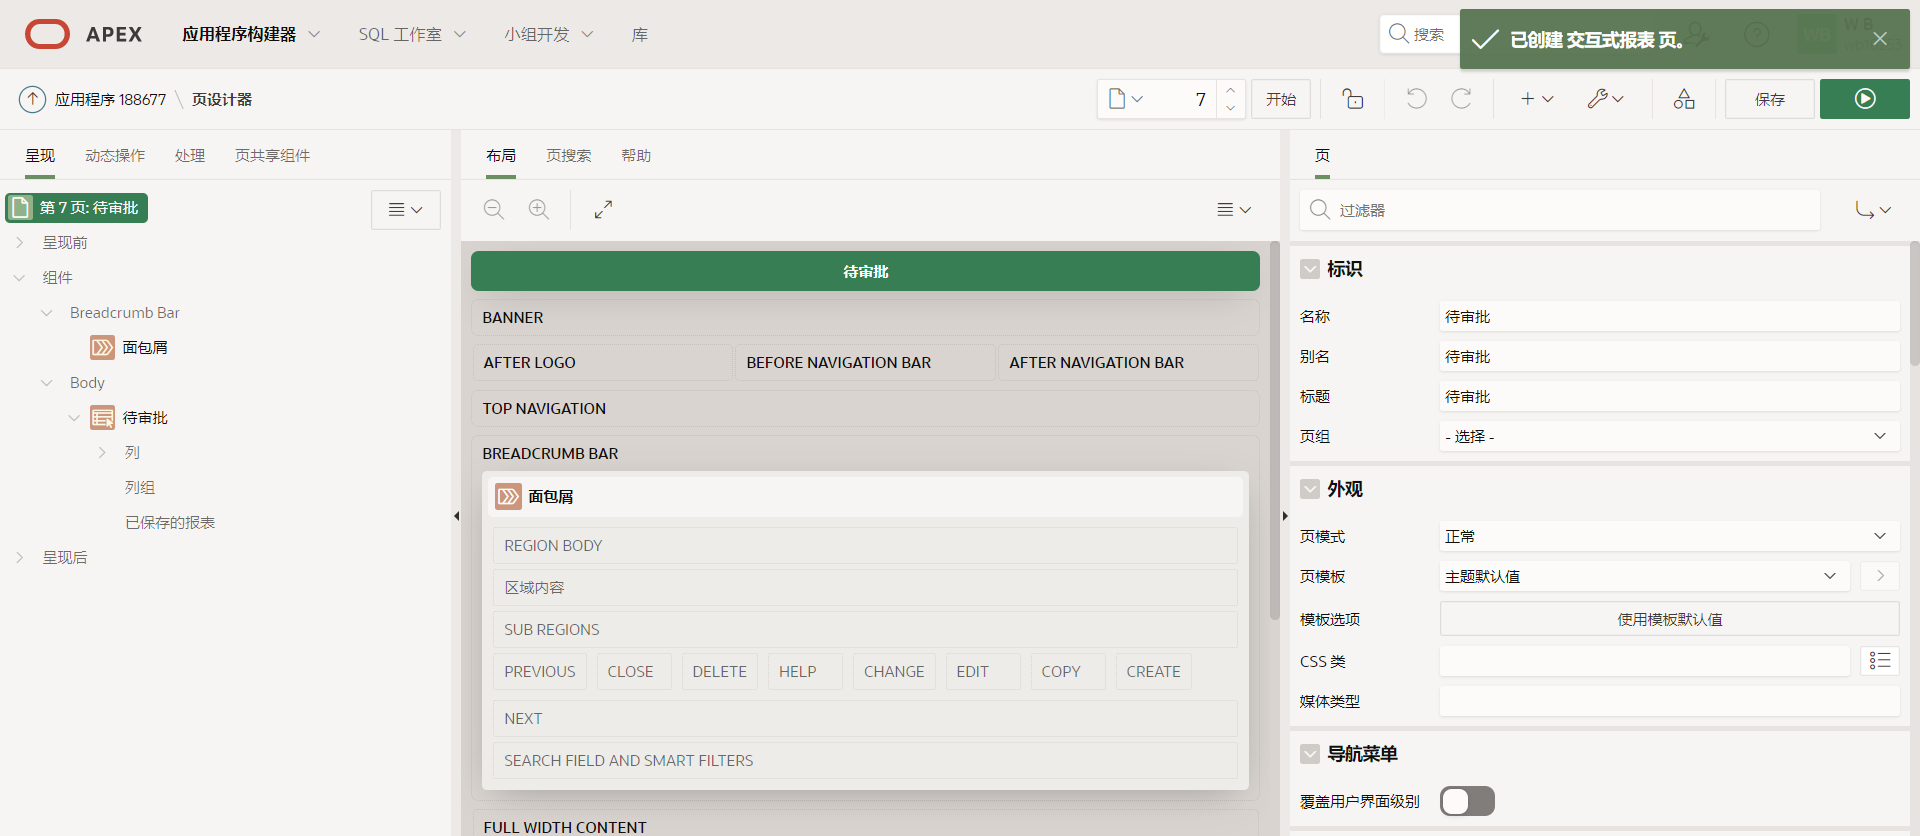 APEX 应用程序构建器 SQL 工作室 小组开发 库 搜索 已创建 交互式报表 页。
应用程序 188677 \ 页设计器 7 开始 保存
呈现 动态操作 处理 页共享组件
第 7 页: 待审批
呈现前
组件
Breadcrumb Bar
面包屑
Body
待审批
列
列组
已保存的报表
呈现后
布局 页搜索 帮助
待审批
BANNER
AFTER LOGO BEFORE NAVIGATION BAR AFTER NAVIGATION BAR
TOP NAVIGATION
BREADCRUMB BAR
面包屑
REGION BODY
区域内容
SUB REGIONS
PREVIOUS CLOSE DELETE HELP CHANGE EDIT COPY CREATE
NEXT
SEARCH FIELD AND SMART FILTERS
FULL WIDTH CONTENT
页
过滤器
标识
名称 待审批
别名 待审批
标题 待审批
页组 - 选择 -
外观
页模式 正常
页模板 主题默认值
模板选项 使用模板默认值
CSS 类
媒体类型
导航菜单
覆盖用户界面级别